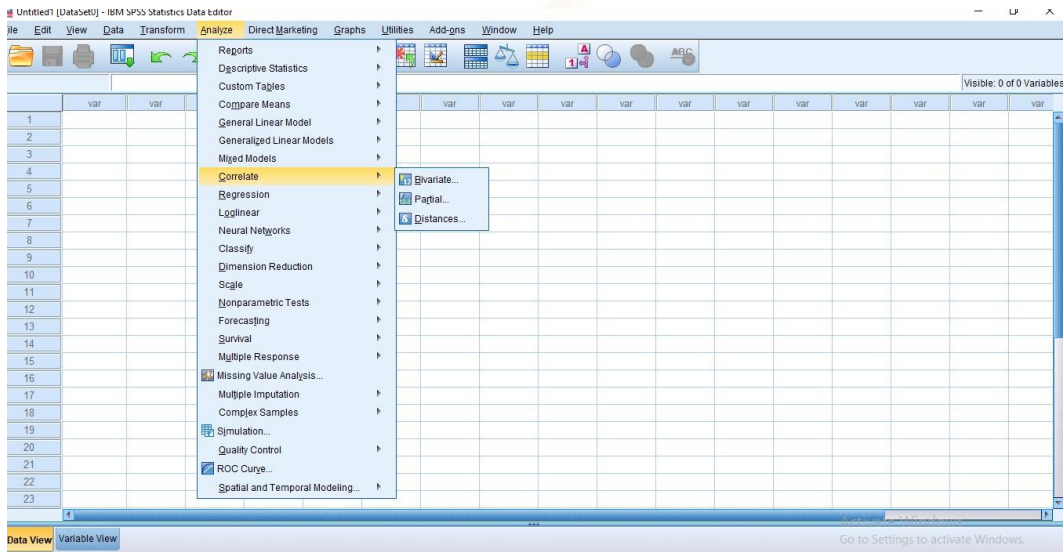 Untitled1 [DataSet0] - IBM SPSS Statistics Data Editor
ile Edit View Data Transform Analyze Direct Marketing Graphs Utilities Add-ons Window Help
Visible: 0 of 0 Variables
var var var var var var var var var var var var var
Reports
Descriptive Statistics
Custom Tables
Compare Means
General Linear Model
Generalized Linear Models
Mixed Models
Correlate
Regression
Loglinear
Neural Networks
Classify
Dimension Reduction
Scale
Nonparametric Tests
Forecasting
Survival
Multiple Response
Missing Value Analysis...
Multiple Imputation
Complex Samples
Simulation...
Quality Control
ROC Curve...
Spatial and Temporal Modeling...
Bivariate...
Partial...
Distances...
1
2
3
4
5
6
7
8
9
10
11
12
13
14
15
16
17
18
19
20
21
22
23
Data View Variable View
Go to Settings to activate Windows.